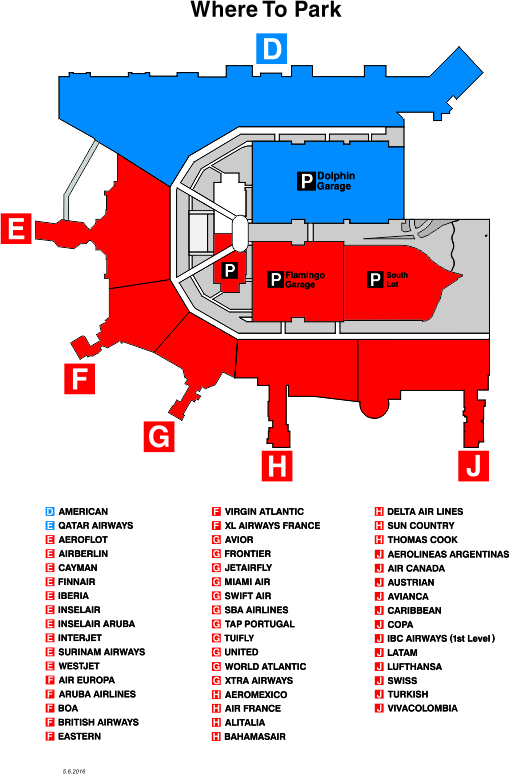 Where To Park
D
P Dolphin
Garage
E
P
P Flamingo
Garage
P South
Lot
F
G
H
J
D AMERICAN
E QATAR AIRWAYS
E AEROFLOT
E AIRBERLIN
E CAYMAN
E FINNAIR
E IBERIA
E INSELAIR
E INSELAIR ARUBA
E INTERJET
E SURINAM AIRWAYS
E WESTJET
F AIR EUROPA
F ARUBA AIRLINES
F BOA
F BRITISH AIRWAYS
F EASTERN
F VIRGIN ATLANTIC
F XL AIRWAYS FRANCE
G AVIOR
G FRONTIER
G JETAIRFLY
G MIAMI AIR
G SWIFT AIR
G SBA AIRLINES
G TAP PORTUGAL
G TUIFLY
G UNITED
G WORLD ATLANTIC
G XTRA AIRWAYS
H AEROMEXICO
H AIR FRANCE
H ALITALIA
H BAHAMASAIR
H DELTA AIR LINES
H SUN COUNTRY
H THOMAS COOK
J AEROLINEAS ARGENTINAS
J AIR CANADA
J AUSTRIAN
J AVIANCA
J CARIBBEAN
J COPA
J IBC AIRWAYS (1st Level)
J LATAM
J LUFTHANSA
J SWISS
J TURKISH
J VIVACOLOMBIA
5.6.2016